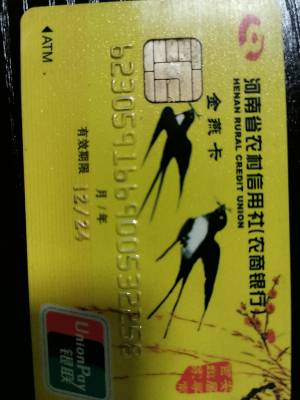 河南省农村信用社(农商银行)
HENAN RURAL CREDIT UNION
金燕卡
◀ATM
月/年
有效期限 12/24
UnionPay
银联